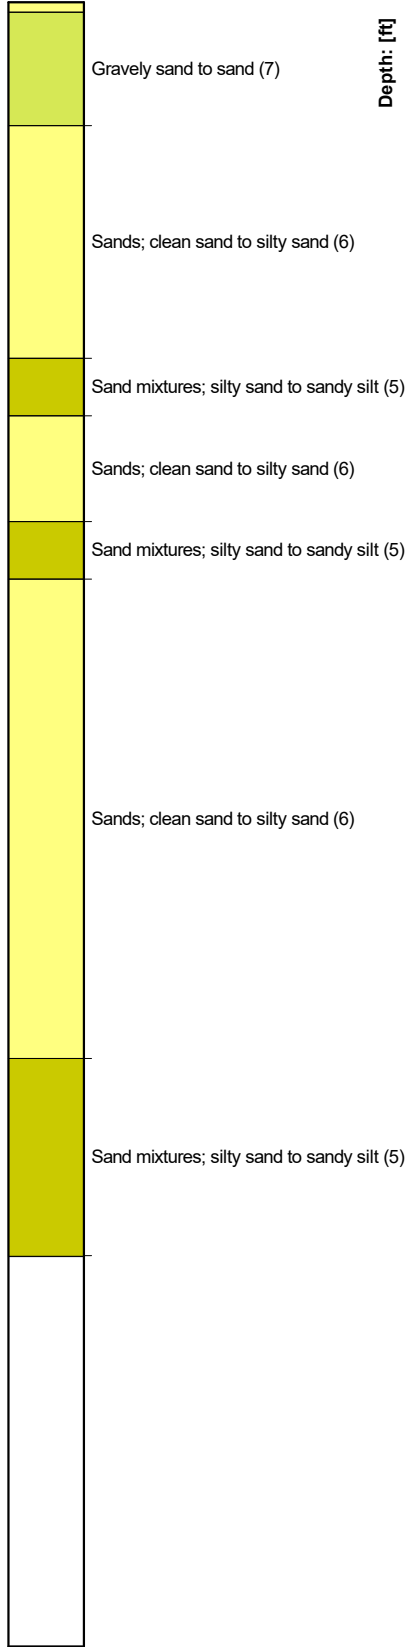 Depth: [ft]
Gravely sand to sand (7)
Sands; clean sand to silty sand (6)
Sand mixtures; silty sand to sandy silt (5)
Sands; clean sand to silty sand (6)
Sand mixtures; silty sand to sandy silt (5)
Sands; clean sand to silty sand (6)
Sand mixtures; silty sand to sandy silt (5)